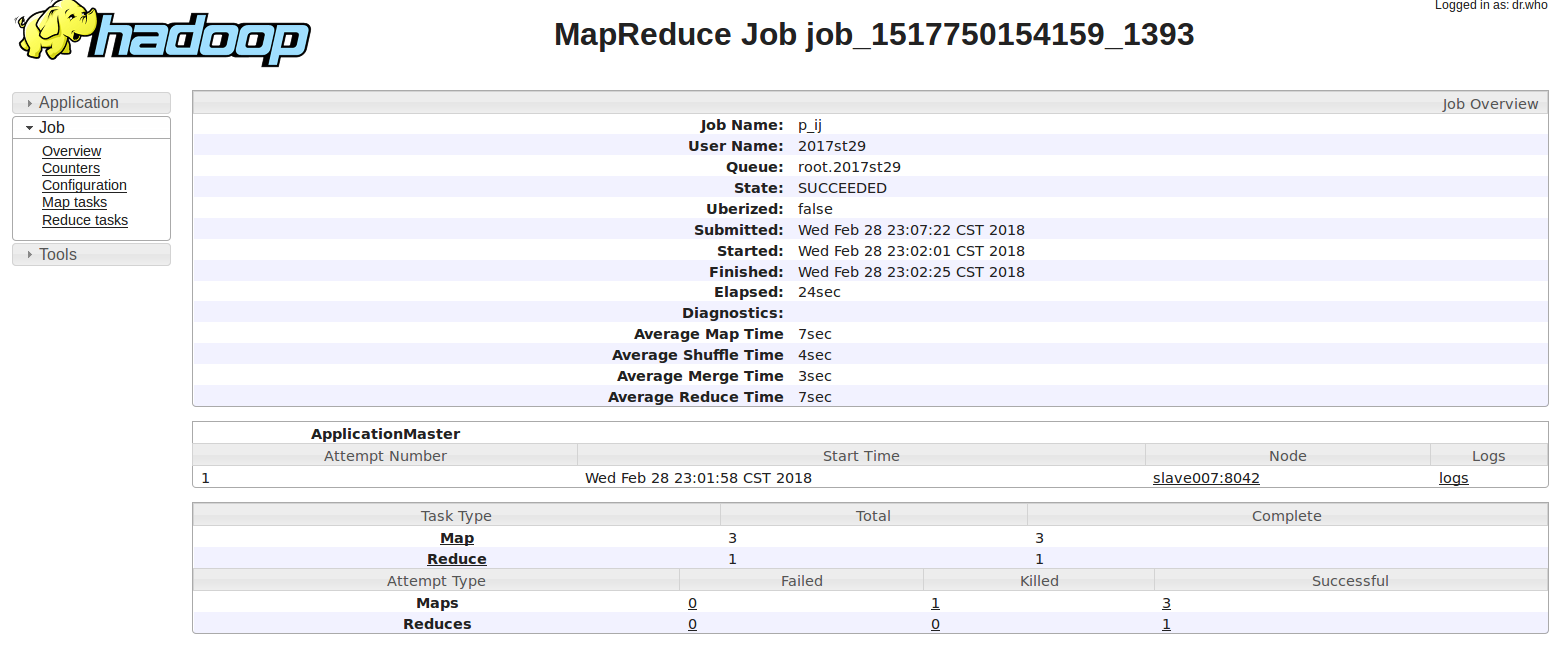 Logged in as: dr.who
hadoop
MapReduce Job job_1517750154159_1393
Application
Job
Overview
Counters
Configuration
Map tasks
Reduce tasks
Tools
Job Overview
Job Name: p_ij
User Name: 2017st29
Queue: root.2017st29
State: SUCCEEDED
Uberized: false
Submitted: Wed Feb 28 23:07:22 CST 2018
Started: Wed Feb 28 23:02:01 CST 2018
Finished: Wed Feb 28 23:02:25 CST 2018
Elapsed: 24sec
Diagnostics:
Average Map Time 7sec
Average Shuffle Time 4sec
Average Merge Time 3sec
Average Reduce Time 7sec
ApplicationMaster
Attempt Number Start Time Node Logs
1 Wed Feb 28 23:01:58 CST 2018 slave007:8042 logs
Task Type Total Complete
Map 3 3
Reduce 1 1
Attempt Type Failed Killed Successful
Maps 0 1 3
Reduces 0 0 1